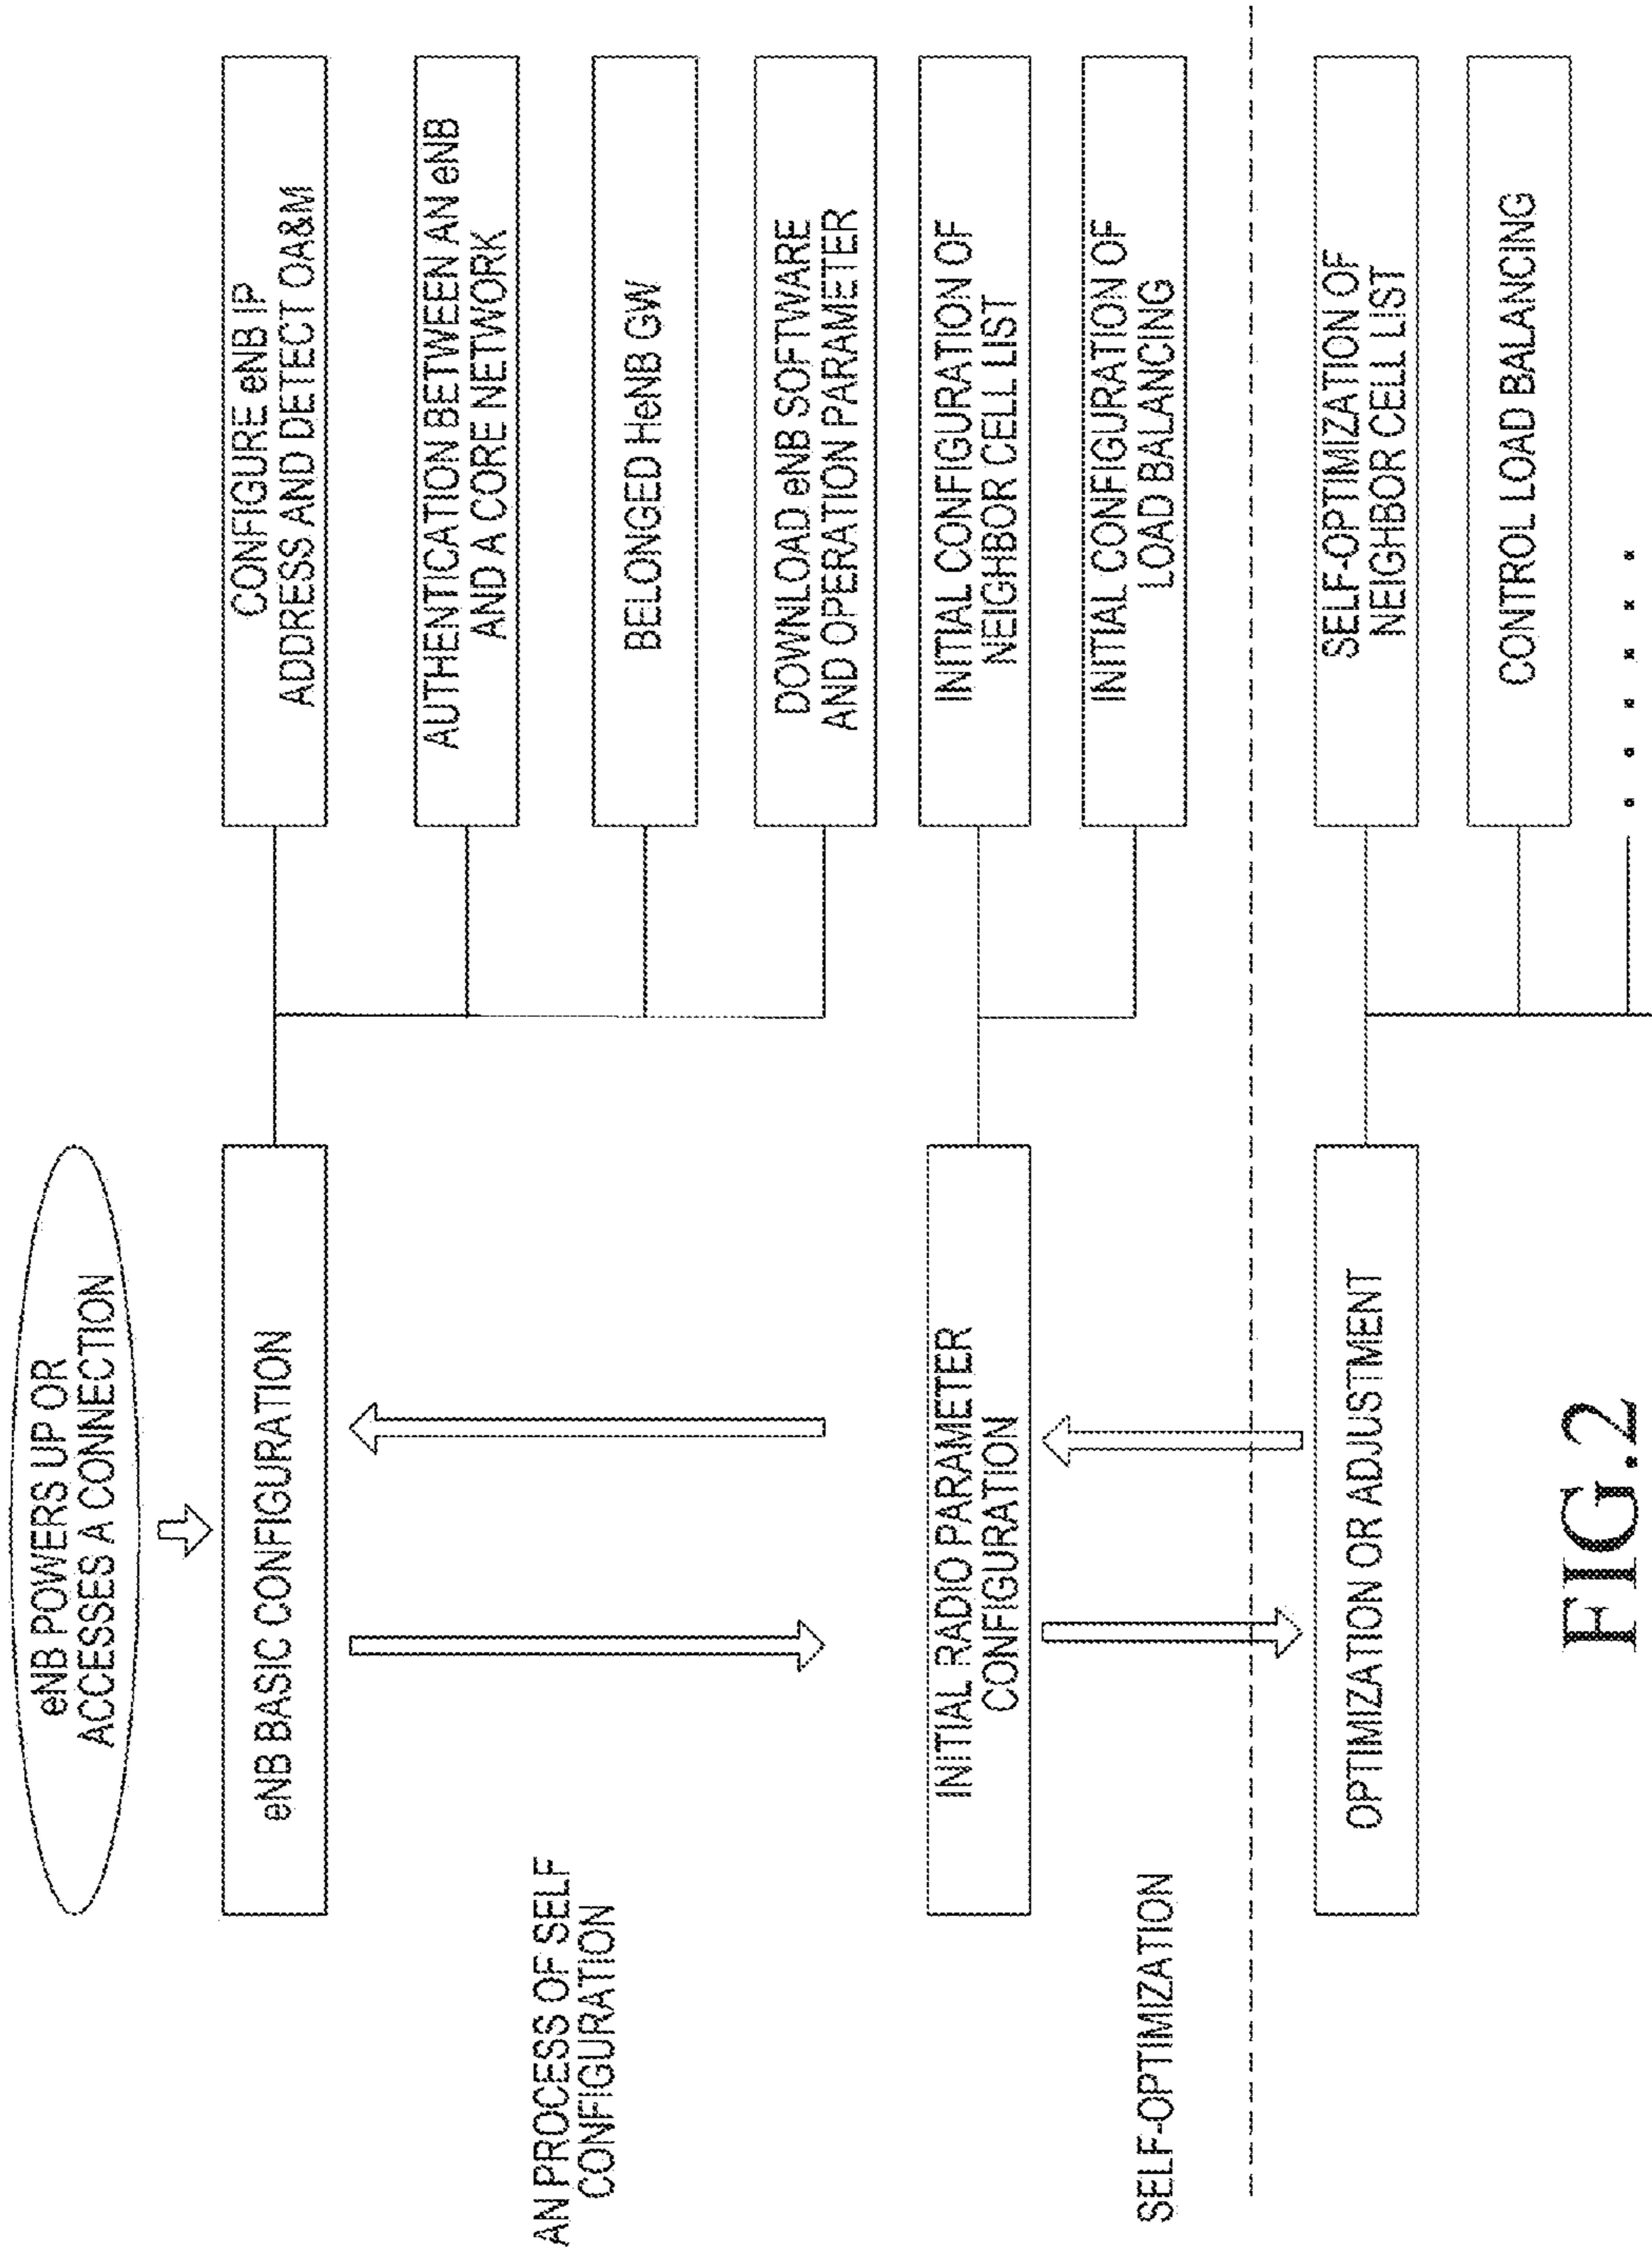 eNB POWERS UP OR
ACCESSES A CONNECTION
eNB BASIC CONFIGURATION
CONFIGURE eNB IP
ADDRESS AND DETECT OA&M
AUTHENTICATION BETWEEN AN eNB
AND A CORE NETWORK
BELONGED HeNB GW
DOWNLOAD eNB SOFTWARE
AND OPERATION PARAMETER
AN PROCESS OF SELF
CONFIGURATION
INITIAL RADIO PARAMETER
CONFIGURATION
INITIAL CONFIGURATION OF
NEIGHBOR CELL LIST
INITIAL CONFIGURATION OF
LOAD BALANCING
SELF-OPTIMIZATION
OPTIMIZATION OR ADJUSTMENT
SELF-OPTIMIZATION OF
NEIGHBOR CELL LIST
CONTROL LOAD BALANCING
......
FIG.2